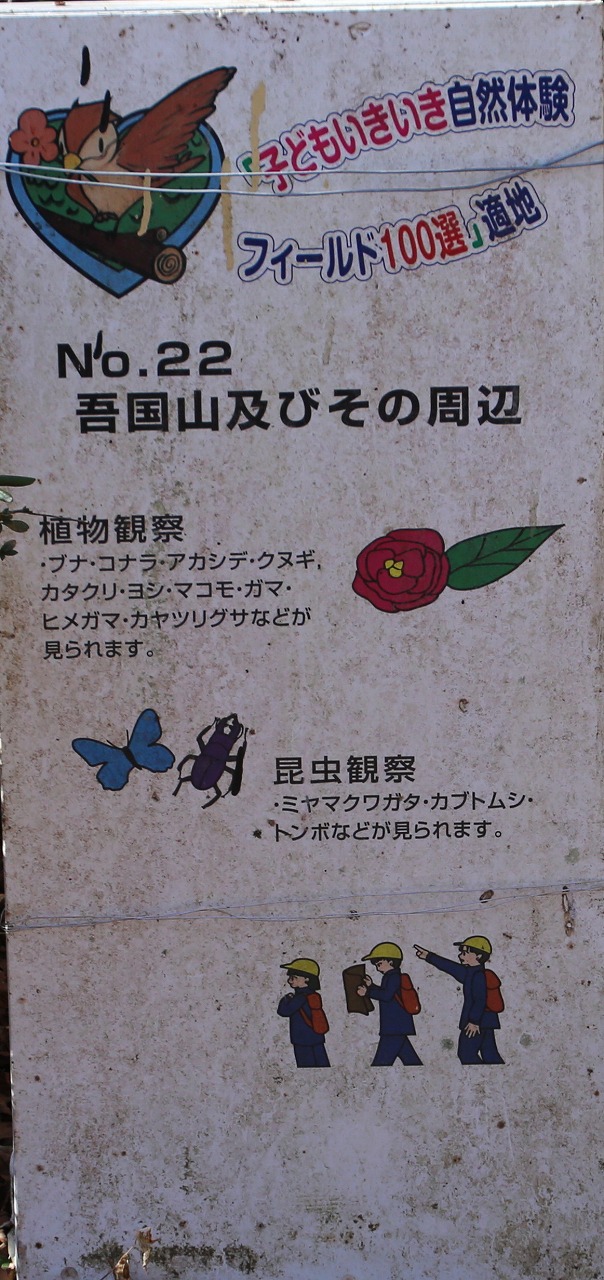 「子どもいきいき自然体験
フィールド100選」適地
No.22
吾国山及びその周辺
植物観察
・ブナ・コナラ・アカシデ・クヌギ,
カタクリ・ヨシ・マコモ・ガマ・
ヒメガマ・カヤツリグサなどが
見られます。
昆虫観察
・ミヤマクワガタ・カブトムシ・
トンボなどが見られます。